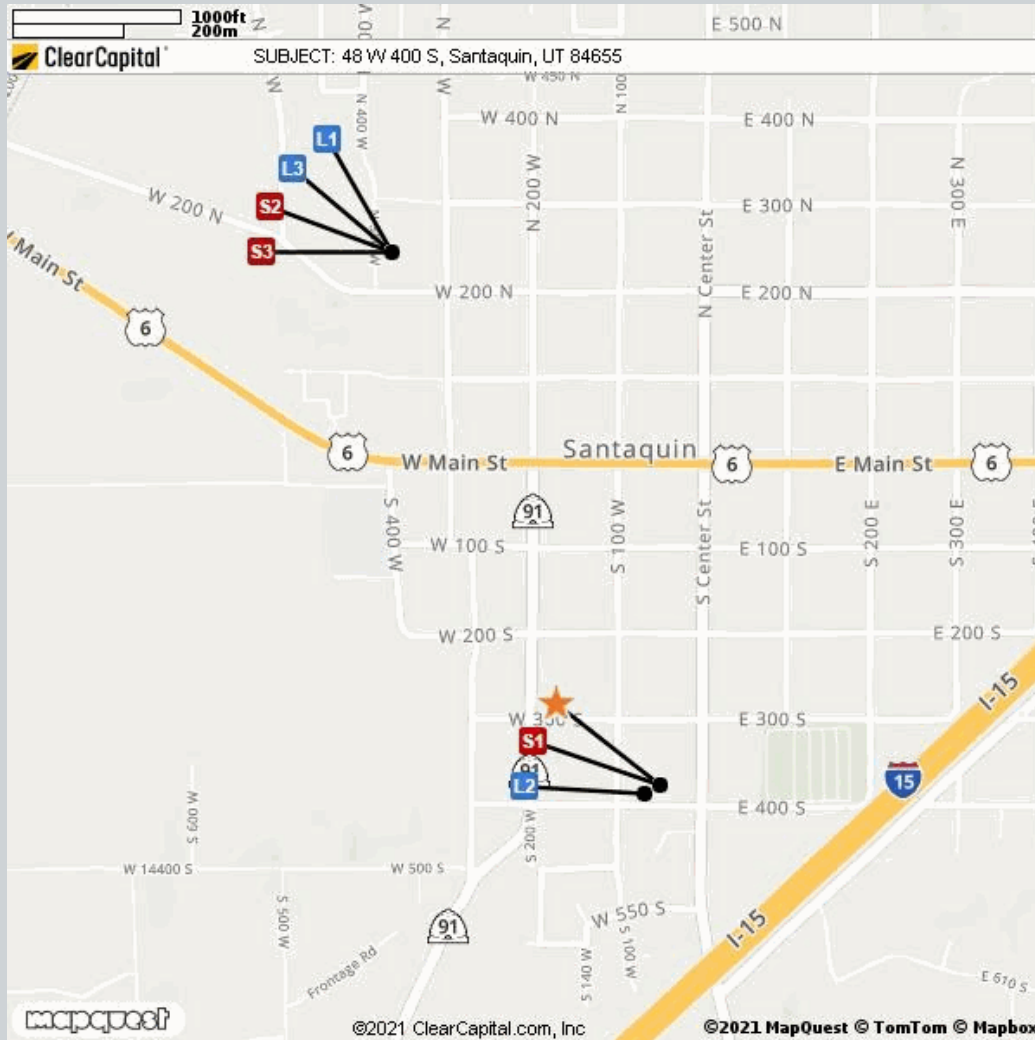 1000ft
200m
E 500 N
ClearCapital
SUBJECT: 48 W 400 S, Santaquin, UT 84655
W 450 N
N 100
N 400 W
W 400 N
E 400 N
L1
L3
S2
S3
W 200 N
N 200 W
E 300 N
N 300 E
N Center St
W Main St
6
W 200 N
E 200 N
6
W Main St
Santaquin
6
E Main St
6
91
S 400 W
W 100 S
S 100 W
S Center St
E 100 S
S 200 E
S 300 E
W 200 S
E 200 S
I-15
W 300 S
E 300 S
S1
91
L2
15
E 400 S
S 600 W
S 200 W
W 14400 S
W 500 S
S 500 W
W 550 S
91
I-15
S 100 W
S 140 W
Frontage Rd
E 610 S
mapquest
©2021 ClearCapital.com, Inc
©2021 MapQuest © TomTom © Mapbox